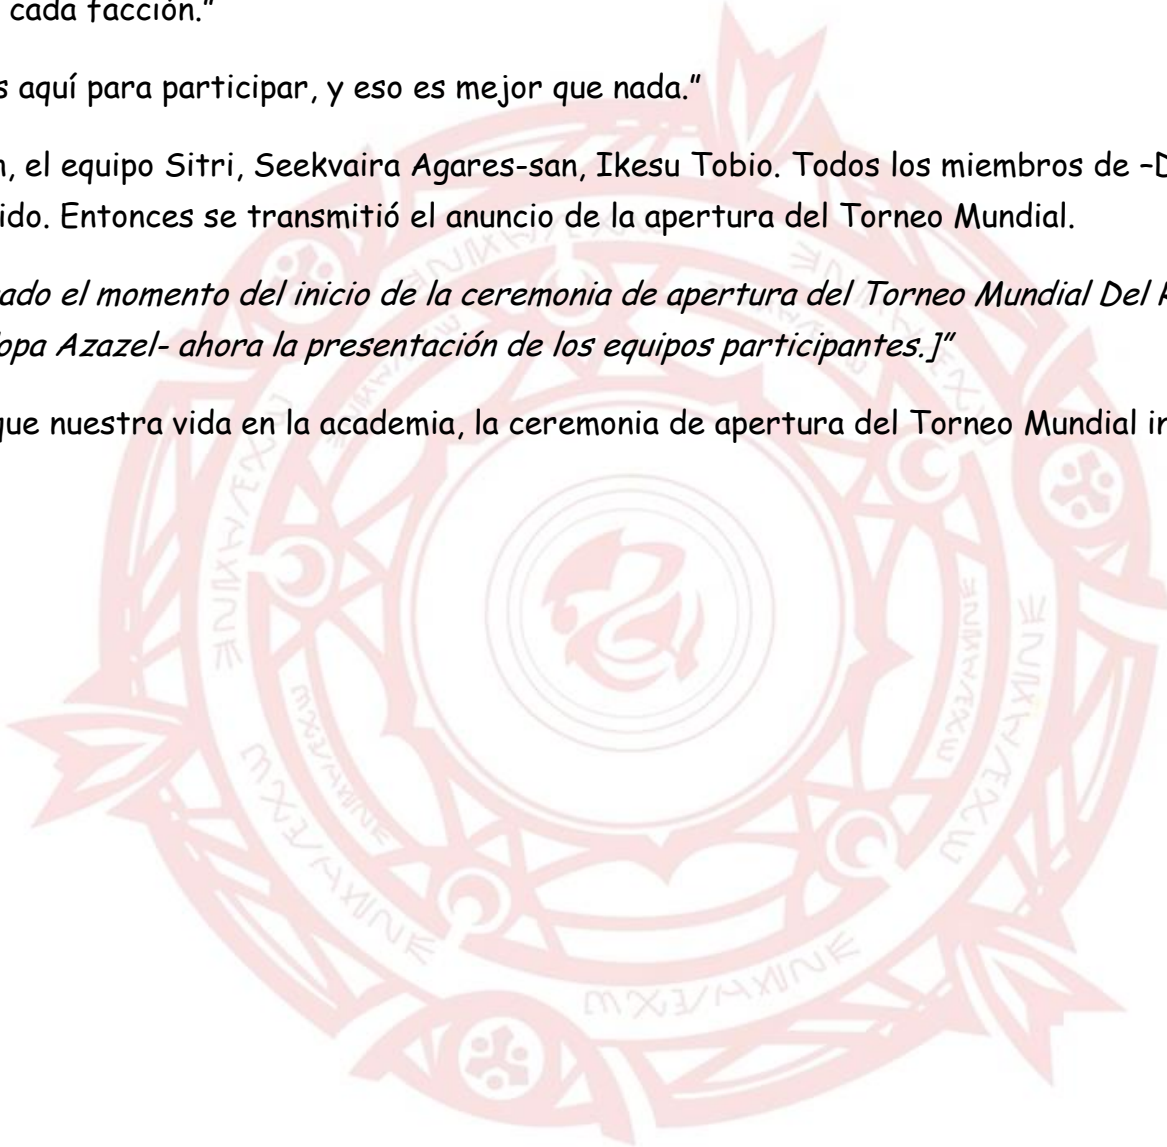 cada facción.”
s aquí para participar, y eso es mejor que nada.”
, el equipo Sitri, Seekvaira Agares-san, Ikesu Tobio. Todos los miembros de –D
ido. Entonces se transmitió el anuncio de la apertura del Torneo Mundial.
ado el momento del inicio de la ceremonia de apertura del Torneo Mundial Del
opa Azazel- ahora la presentación de los equipos participantes.]”
que nuestra vida en la academia, la ceremonia de apertura del Torneo Mundial